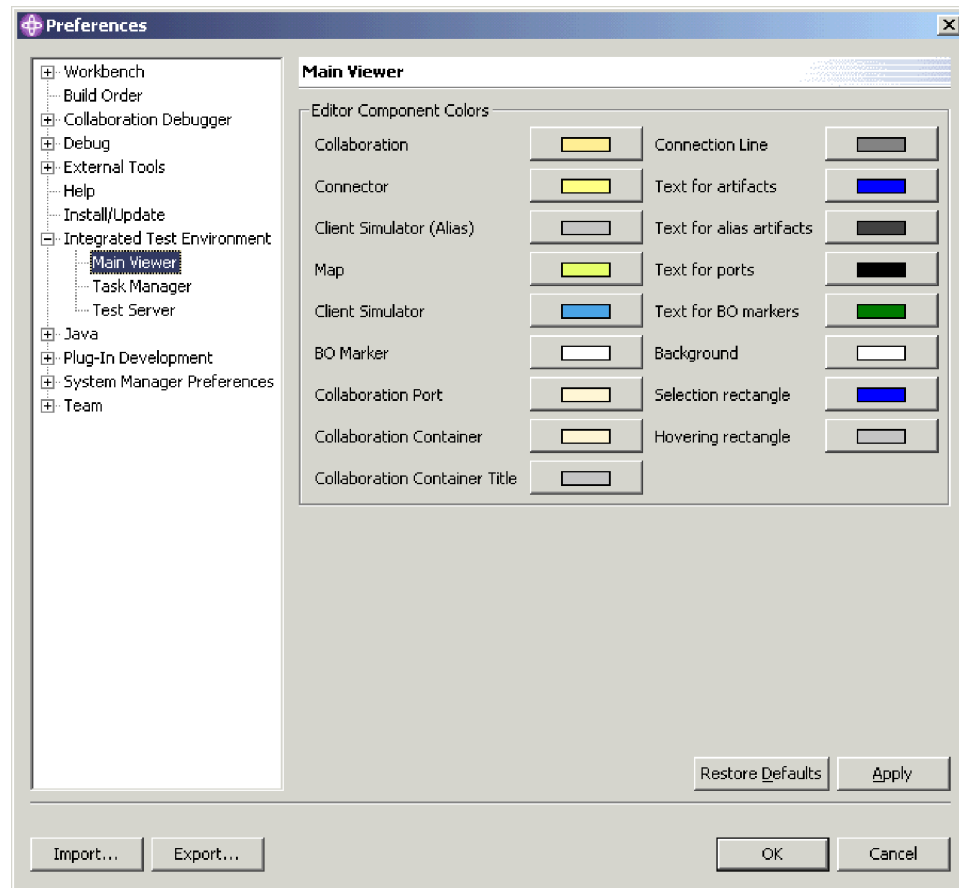 Preferences
Workbench
Build Order
Collaboration Debugger
Debug
External Tools
Help
Install/Update
Integrated Test Environment
Main Viewer
Task Manager
Test Server
Java
Plug-In Development
System Manager Preferences
Team
Main Viewer
Editor Component Colors
Collaboration
Connector
Client Simulator (Alias)
Map
Client Simulator
BO Marker
Collaboration Port
Collaboration Container
Collaboration Container Title
Connection Line
Text for artifacts
Text for alias artifacts
Text for ports
Text for BO markers
Background
Selection rectangle
Hovering rectangle
Restore Defaults
Apply
Import...
Export...
OK
Cancel